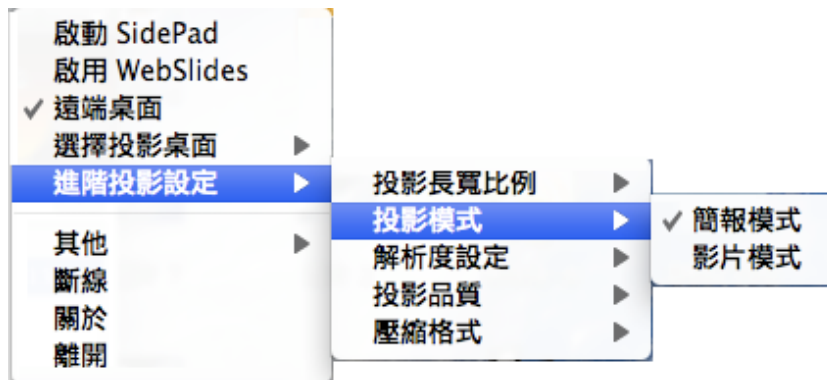 啟動 SidePad
啟用 WebSlides
遠端桌面
選擇投影桌面
進階投影設定
其他
斷線
關於
離開
投影長寬比例
投影模式
解析度設定
投影品質
壓縮格式
簡報模式
影片模式